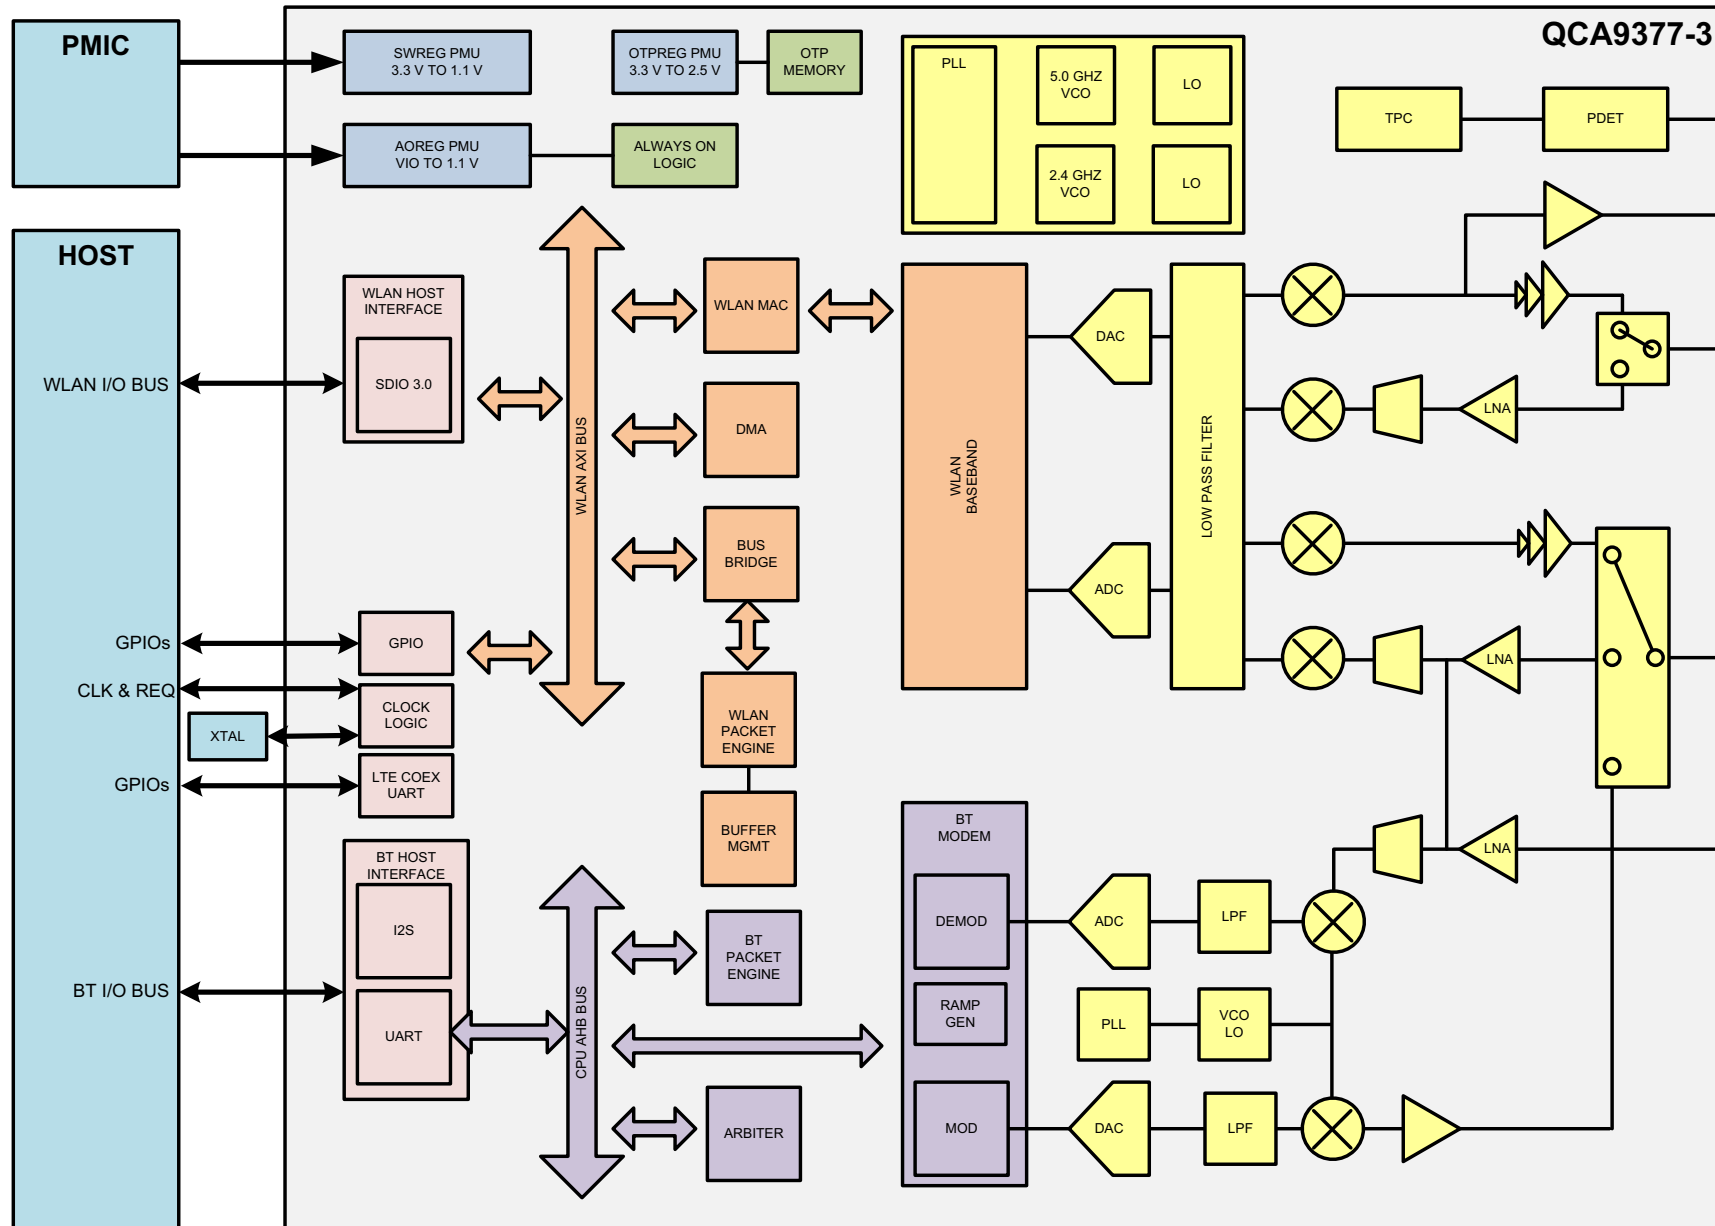 PMIC
QCA9377-3
SWREG PMU
3.3 V TO 1.1 V
OTPREG PMU
3.3 V TO 2.5 V
OTP
MEMORY
PLL
5.0 GHZ
VCO
LO
TPC
PDET
AOREG PMU
VIO TO 1.1 V
ALWAYS ON
LOGIC
2.4 GHZ
VCO
LO
HOST
WLAN HOST
INTERFACE
SDIO 3.0
WLAN I/O BUS
WLAN AXI BUS
WLAN MAC
DMA
BUS
BRIDGE
WLAN
BASEBAND
DAC
ADC
LOW PASS FILTER
LNA
LNA
GPIOs
GPIO
CLK & REQ
CLOCK
LOGIC
XTAL
GPIOs
LTE COEX
UART
WLAN
PACKET
ENGINE
BUFFER
MGMT
BT HOST
INTERFACE
I2S
UART
BT I/O BUS
CPU AHB BUS
BT
PACKET
ENGINE
ARBITER
BT
MODEM
DEMOD
RAMP
GEN
MOD
LNA
ADC
LPF
PLL
VCO
LO
DAC
LPF